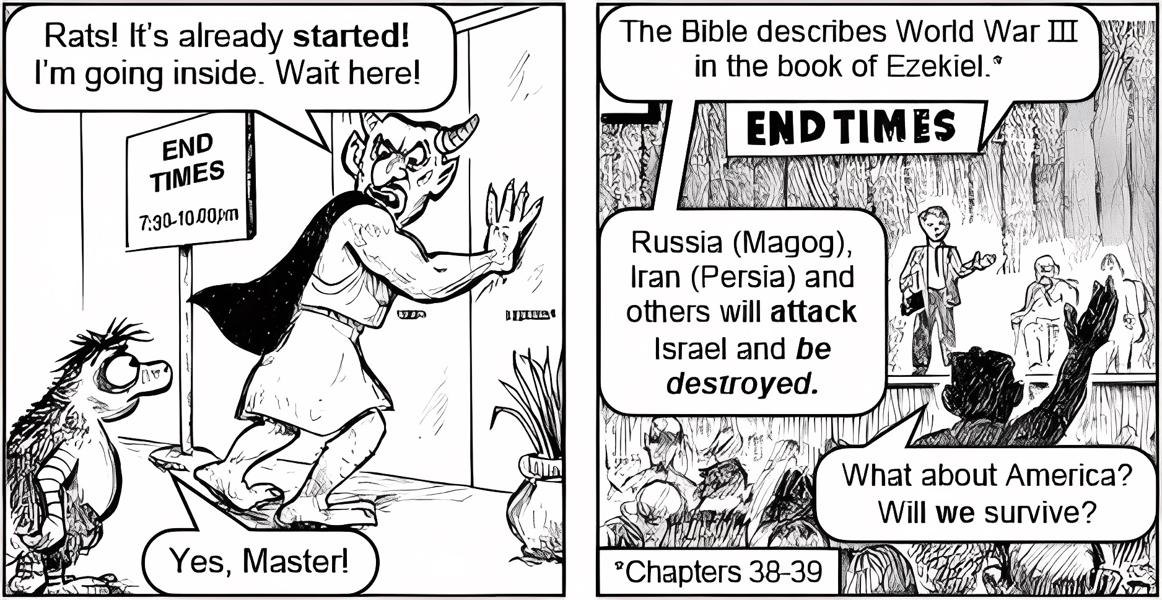 Rats! It's already started!
I'm going inside. Wait here!
END
TIMES
7:30-10.00pm
Yes, Master!
The Bible describes World War III
in the book of Ezekiel.*
END TIMES
Russia (Magog),
Iran (Persia) and
others will attack
Israel and be
destroyed.
What about America?
Will we survive?
*Chapters 38-39